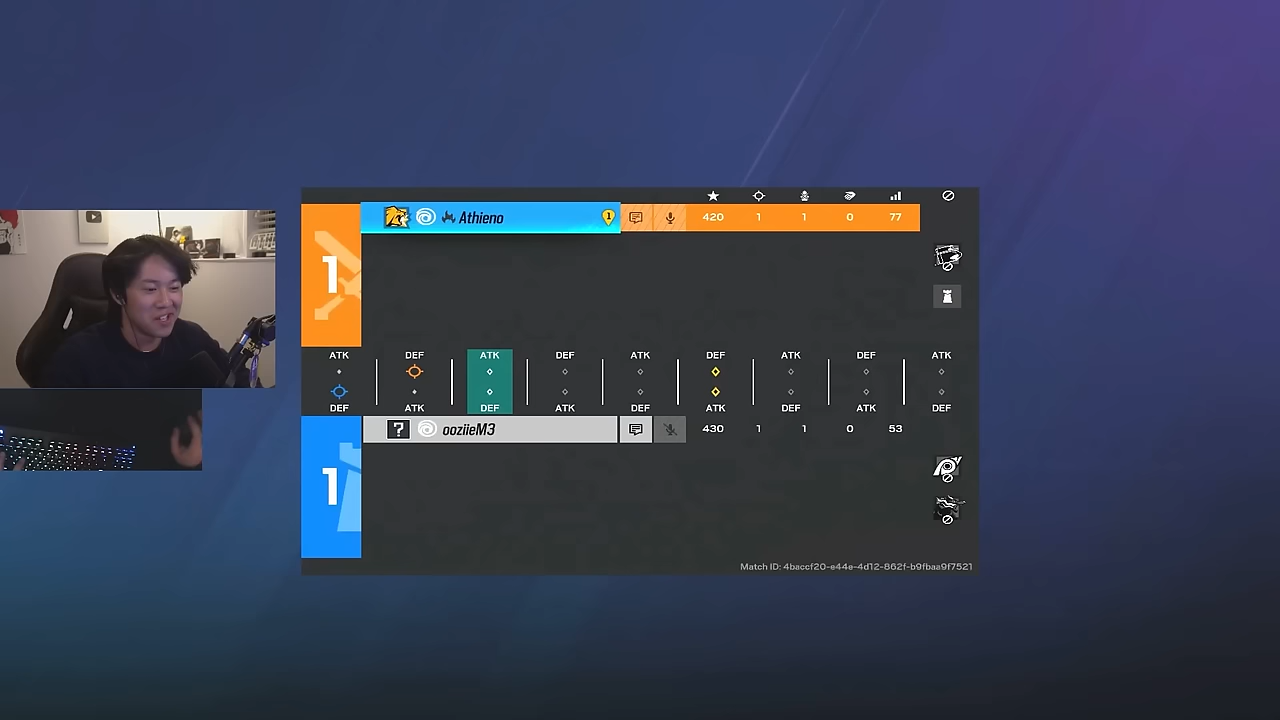 Athieno 1 420 1 1 0 77
1
ATK DEF ATK DEF ATK DEF ATK DEF ATK
DEF ATK DEF ATK DEF ATK DEF ATK DEF
? ooziieM3 430 1 1 0 53
1
Match ID: 4baccf20-e44e-4d12-862f-b9fbaa9f7521